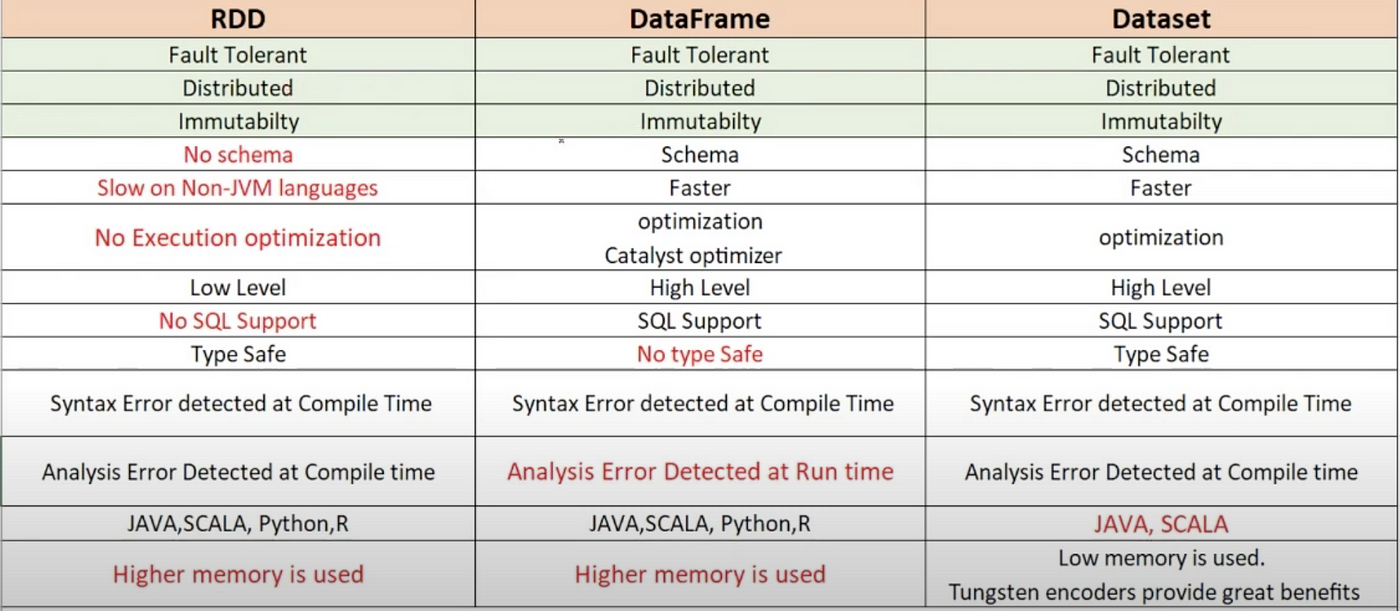 RDD DataFrame Dataset
Fault Tolerant Fault Tolerant Fault Tolerant
Distributed Distributed Distributed
Immutabilty Immutabilty Immutabilty
No schema Schema Schema
Slow on Non-JVM languages Faster Faster
No Execution optimization optimization Catalyst optimizer optimization
Low Level High Level High Level
No SQL Support SQL Support SQL Support
Type Safe No type Safe Type Safe
Syntax Error detected at Compile Time Syntax Error detected at Compile Time Syntax Error detected at Compile Time
Analysis Error Detected at Compile time Analysis Error Detected at Run time Analysis Error Detected at Compile time
JAVA,SCALA, Python,R JAVA,SCALA, Python,R JAVA, SCALA
Higher memory is used Higher memory is used Low memory is used. Tungsten encoders provide great benefits